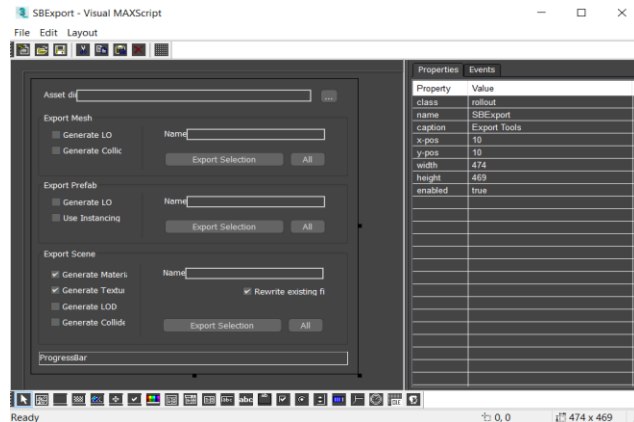 SBExport - Visual MAXScript
File Edit Layout
Properties Events
Property Value
class rollout
name SBExport
caption Export Tools
x-pos 10
y-pos 10
width 474
height 469
enabled true
Asset dir
...
Export Mesh
Generate LO
Name
Generate Collic
Export Selection All
Export Prefab
Generate LO
Name
Use Instancing
Export Selection All
Export Scene
Generate Materi
Name
Generate Textui
Rewrite existing fi
Generate LOD
Generate Collide
Export Selection All
ProgressBar
abc
Ready
0, 0
474 x 469